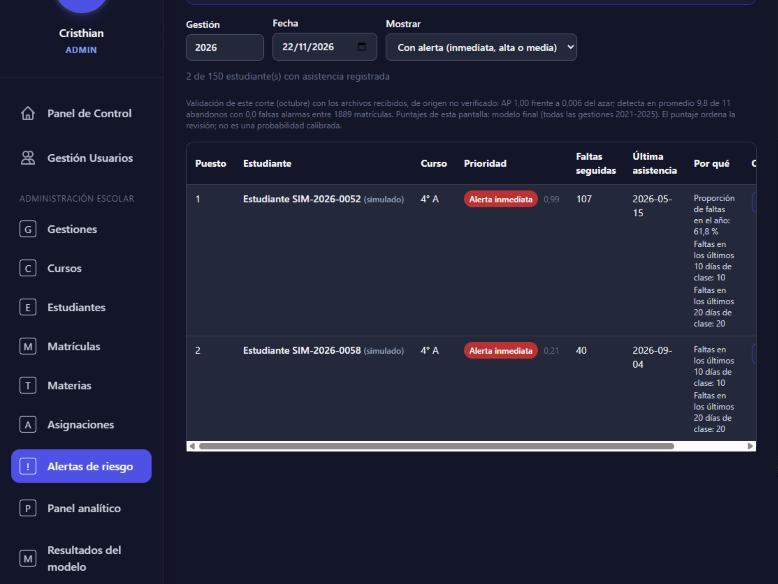 Cristhian
ADMIN
Panel de Control
Gestión Usuarios
ADMINISTRACIÓN ESCOLAR
G Gestiones
C Cursos
E Estudiantes
M Matrículas
T Materias
A Asignaciones
! Alertas de riesgo
P Panel analítico
M Resultados del
modelo
Gestión
2026
Fecha
22/11/2026
Mostrar
Con alerta (inmediata, alta o media)
2 de 150 estudiante(s) con asistencia registrada
Validación de este corte (octubre) con los archivos recibidos, de origen no verificado: AP 1,00 frente a 0,006 del azar; detecta en promedio 9,8 de 11
abandonos con 0,0 falsas alarmas entre 1889 matrículas. Puntajes de esta pantalla: modelo final (todas las gestiones 2021-2025). El puntaje ordena la
revisión; no es una probabilidad calibrada.
Puesto Estudiante Curso Prioridad Faltas seguidas Última asistencia Por qué
1 Estudiante SIM-2026-0052 (simulado) 4° A Alerta inmediata 0,99 107 2026-05-
15
Proporción
de faltas
en el año:
61,8 %
Faltas en
los últimos
10 días de
clase: 10
Faltas en
los últimos
20 días de
clase: 20
2 Estudiante SIM-2026-0058 (simulado) 4° A Alerta inmediata 0,21 40 2026-09-
04
Faltas en
los últimos
10 días de
clase: 10
Faltas en
los últimos
20 días de
clase: 20